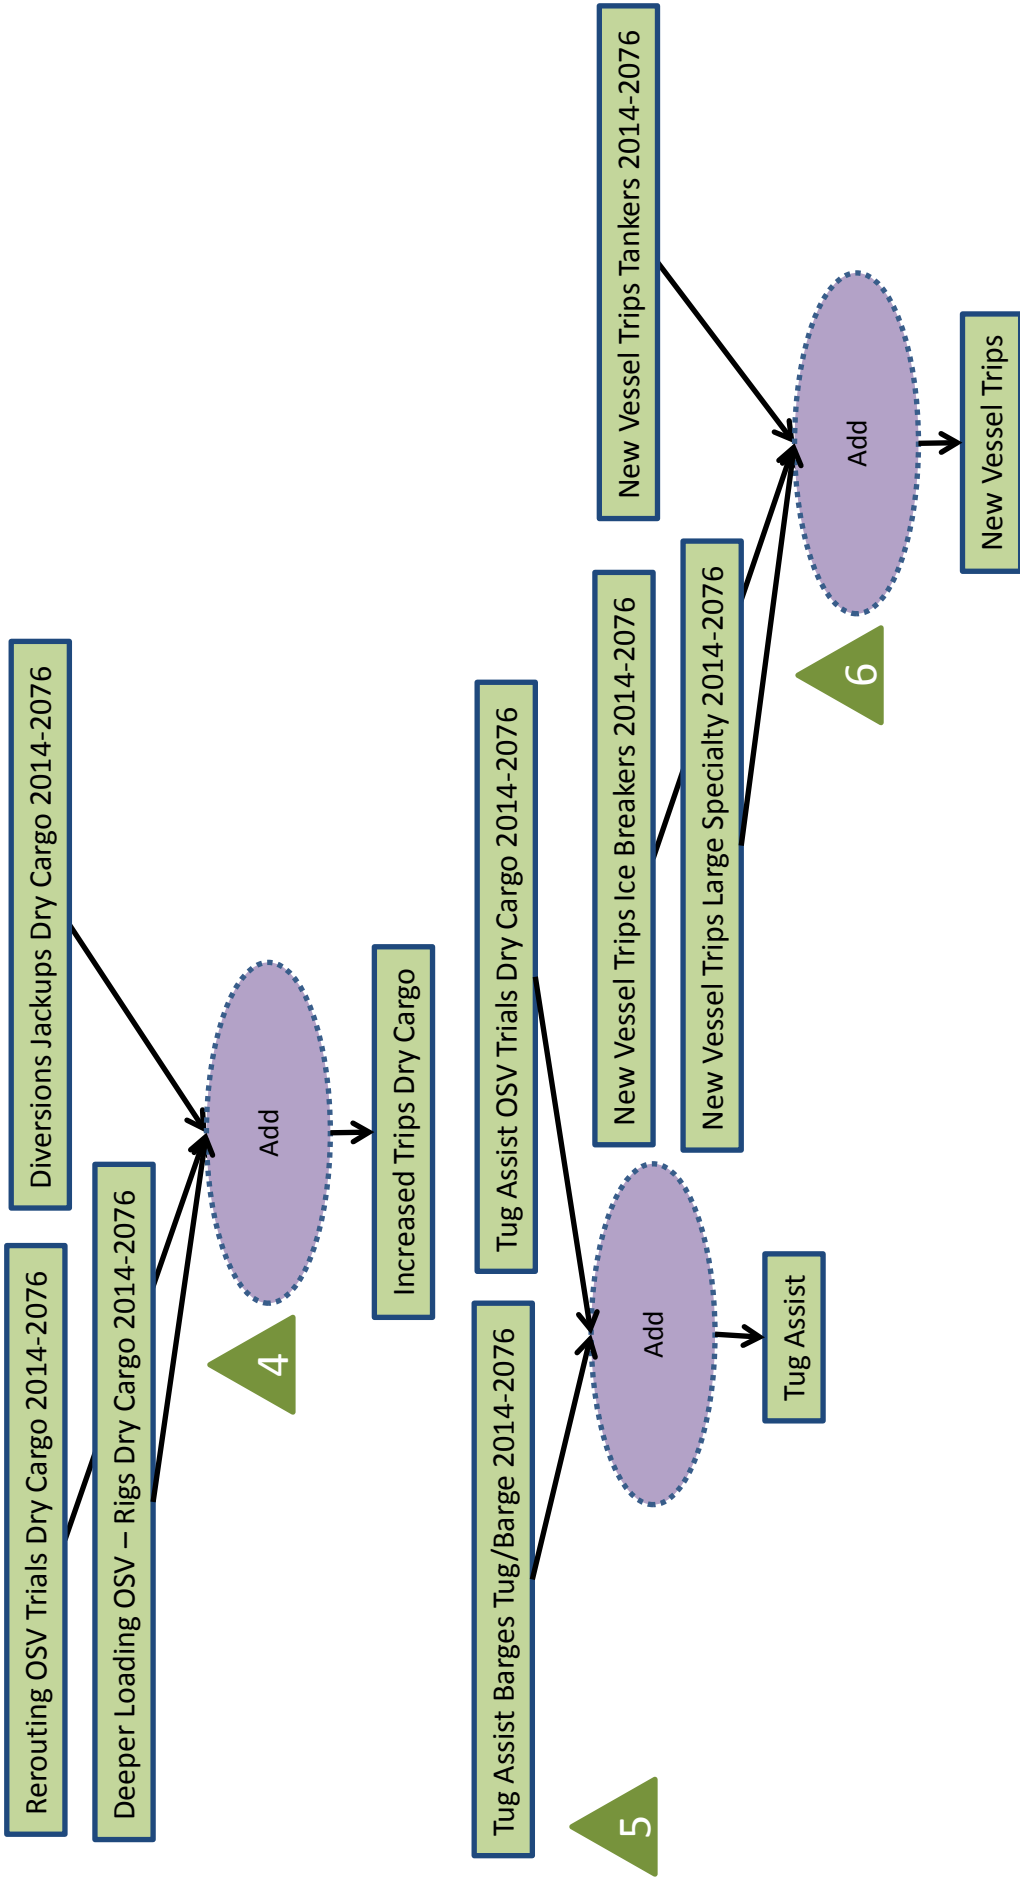 Rerouting OSV Trials Dry Cargo 2014-2076
Diversions Jackups Dry Cargo 2014-2076
Deeper Loading OSV – Rigs Dry Cargo 2014-2076
4
Add
Increased Trips Dry Cargo
Tug Assist Barges Tug/Barge 2014-2076
Tug Assist OSV Trials Dry Cargo 2014-2076
5
Add
Tug Assist
New Vessel Trips Ice Breakers 2014-2076
New Vessel Trips Tankers 2014-2076
New Vessel Trips Large Specialty 2014-2076
6
Add
New Vessel Trips